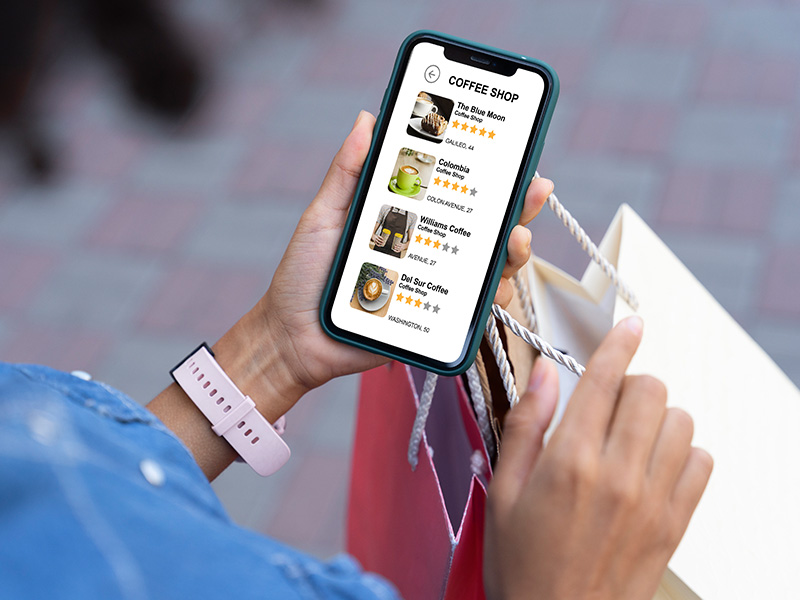 COFFEE SHOP
The Blue Moon
Coffee Shop
GALILEO, 44
Colombia
Coffee Shop
COLON AVENUE, 27
Williams Coffee
Coffee Shop
AVENUE, 27
Del Sur Coffee
Coffee Shop
WASHINGTON, 50